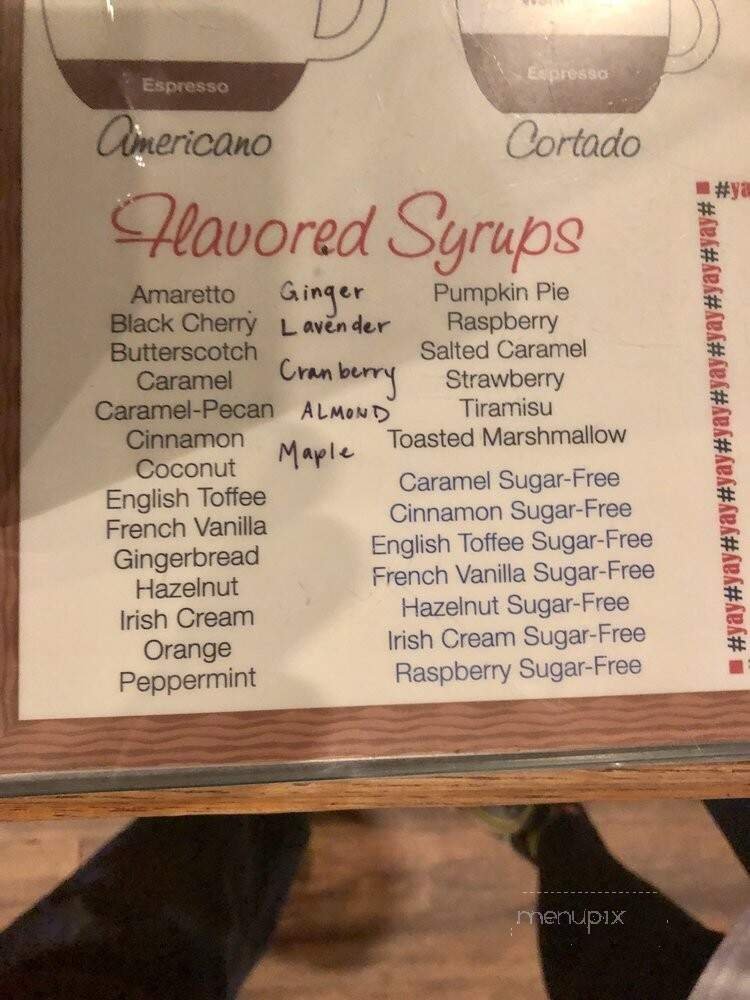 Espresso
Espresso
Americano
Cortado
Flavored Syrups
Amaretto
Black Cherry
Butterscotch
Caramel
Caramel-Pecan
Cinnamon
Coconut
English Toffee
French Vanilla
Gingerbread
Hazelnut
Irish Cream
Orange
Peppermint
Ginger
Lavender
Cranberry
ALMOND
Maple
Pumpkin Pie
Raspberry
Salted Caramel
Strawberry
Tiramisu
Toasted Marshmallow
Caramel Sugar-Free
Cinnamon Sugar-Free
English Toffee Sugar-Free
French Vanilla Sugar-Free
Hazelnut Sugar-Free
Irish Cream Sugar-Free
Raspberry Sugar-Free
#ya
#yay#yay#yay#yay#yay#yay#yay#
menupix